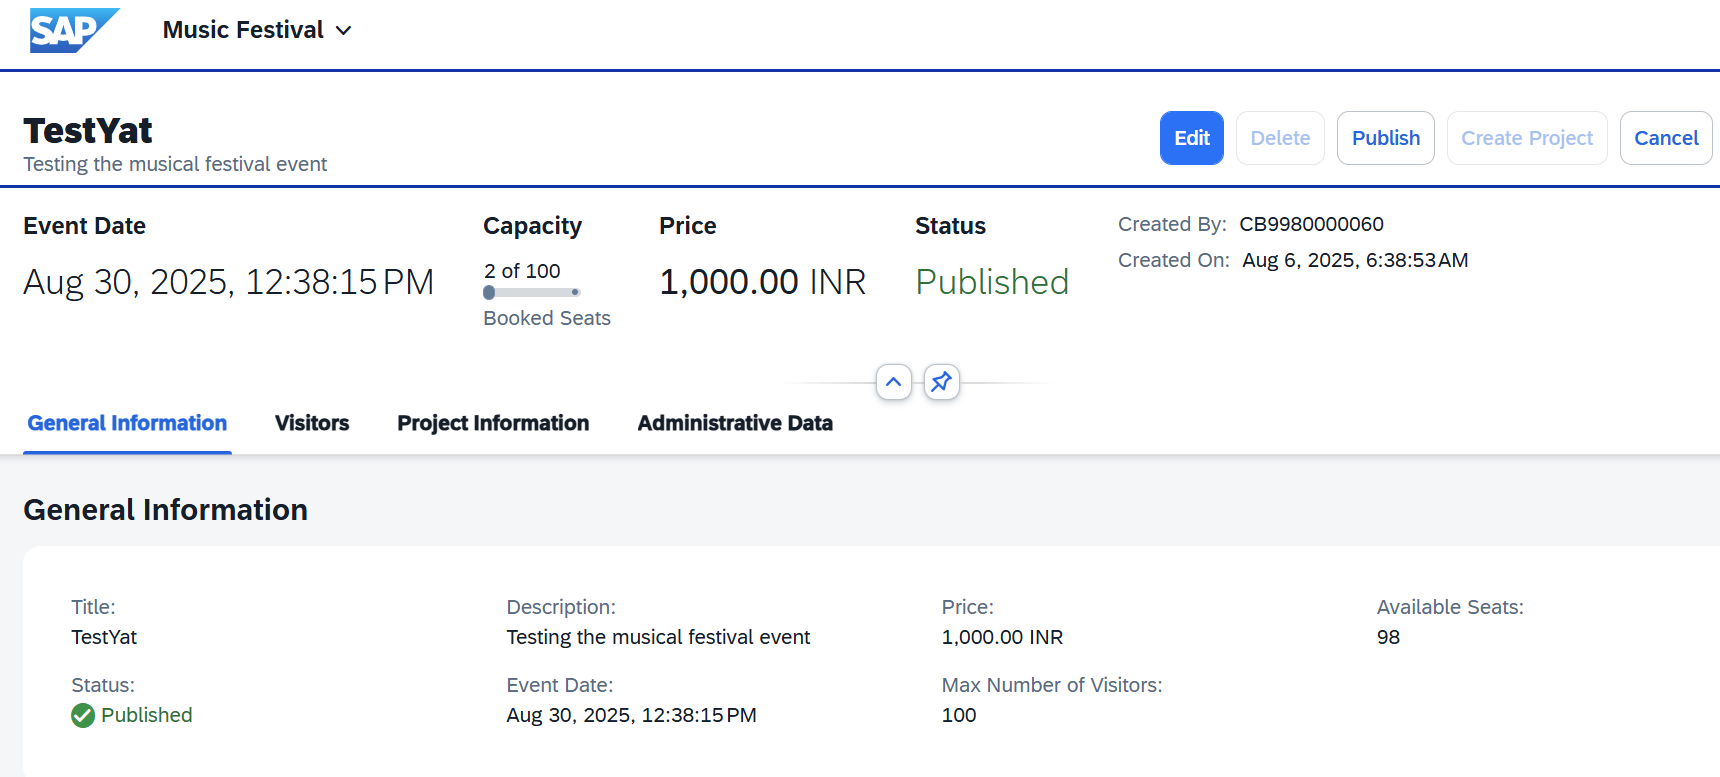 SAP Music Festival
TestYat
Testing the musical festival event
Edit Delete Publish Create Project Cancel
Event Date
Aug 30, 2025, 12:38:15 PM
Capacity
2 of 100
Booked Seats
Price
1,000.00 INR
Status
Published
Created By: CB9980000060
Created On: Aug 6, 2025, 6:38:53 AM
General Information Visitors Project Information Administrative Data
General Information
Title:
TestYat
Description:
Testing the musical festival event
Price:
1,000.00 INR
Available Seats:
98
Status:
Published
Event Date:
Aug 30, 2025, 12:38:15 PM
Max Number of Visitors:
100